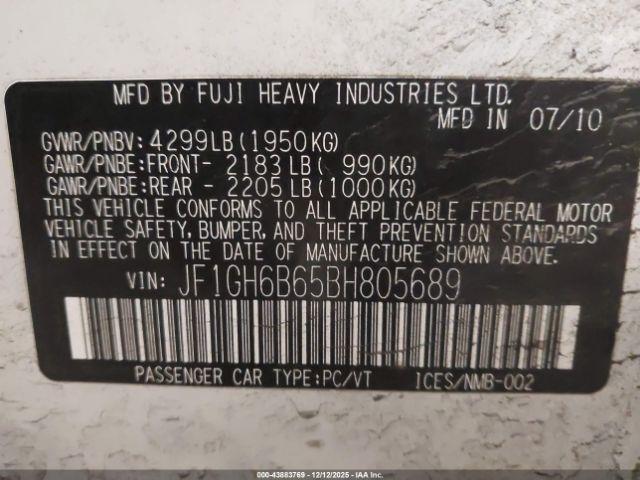 MFD BY FUJI HEAVY INDUSTRIES LTD.
MFD IN 07/10
GVWR/PNBV: 4299LB(1950KG)
GAWR/PNBE:FRONT- 2183LB( 990KG)
GAWR/PNBE:REAR - 2205LB(1000KG)
THIS VEHICLE CONFORMS TO ALL APPLICABLE FEDERAL MOTOR
VEHICLE SAFETY, BUMPER, AND THEFT PREVENTION STANDARDS
IN EFFECT ON THE DATE OF MANUFACTURE SHOWN ABOVE.
VIN: JF1GH6B65BH805689
PASSENGER CAR TYPE:PC/VT ICES/NMB-002
000-43883769 - 12/12/2025 - IAA Inc.